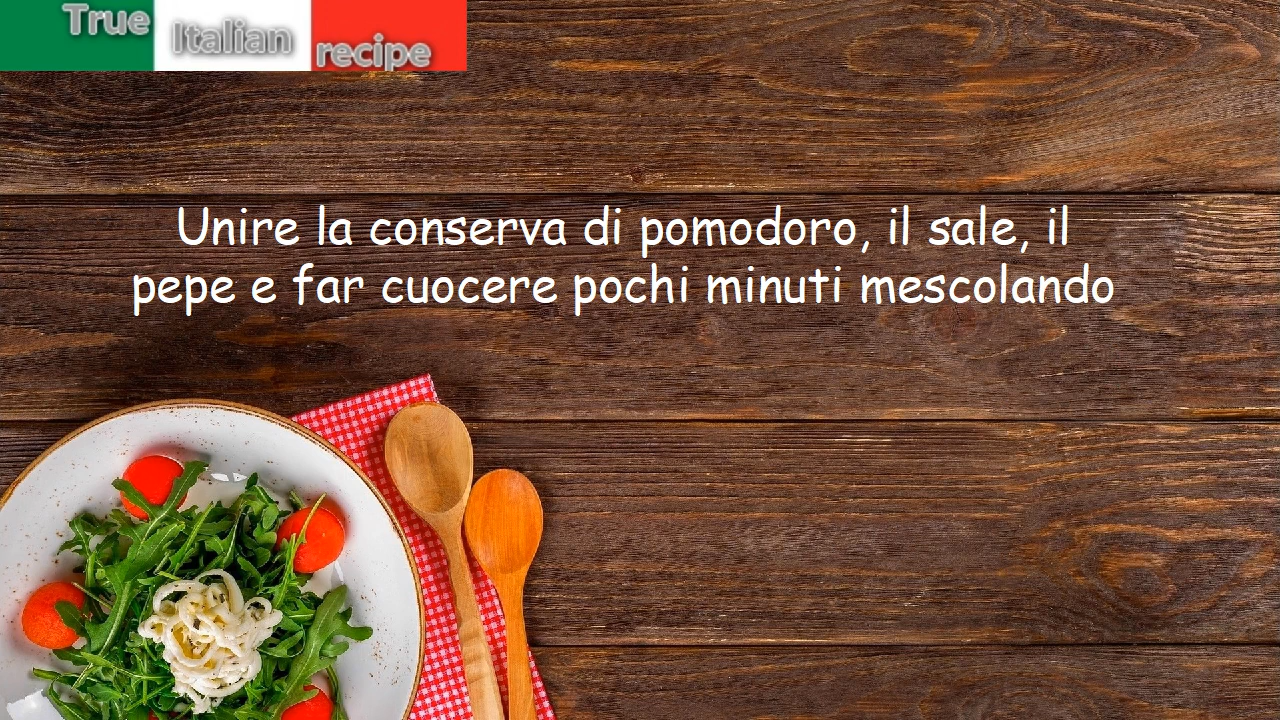 True Italian recipe
Unire la conserva di pomodoro, il sale, il
pepe e far cuocere pochi minuti mescolando